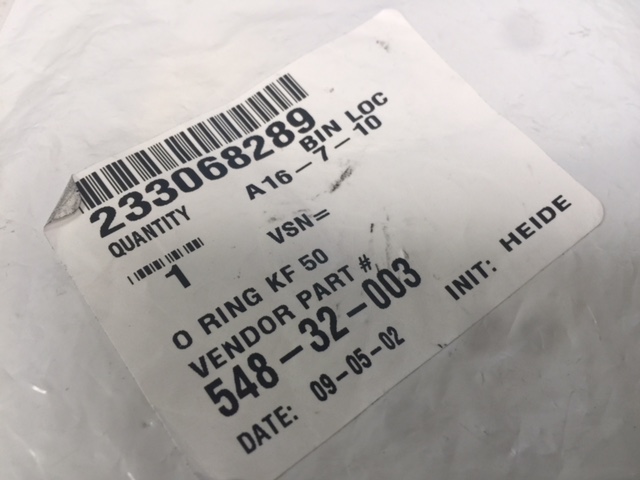 233068289
BIN LOC
QUANTITY
A16-7-10
1
VSN=
O RING KF 50
VENDOR PART #
548-32-003
DATE: 09-05-02
INIT: HEIDE